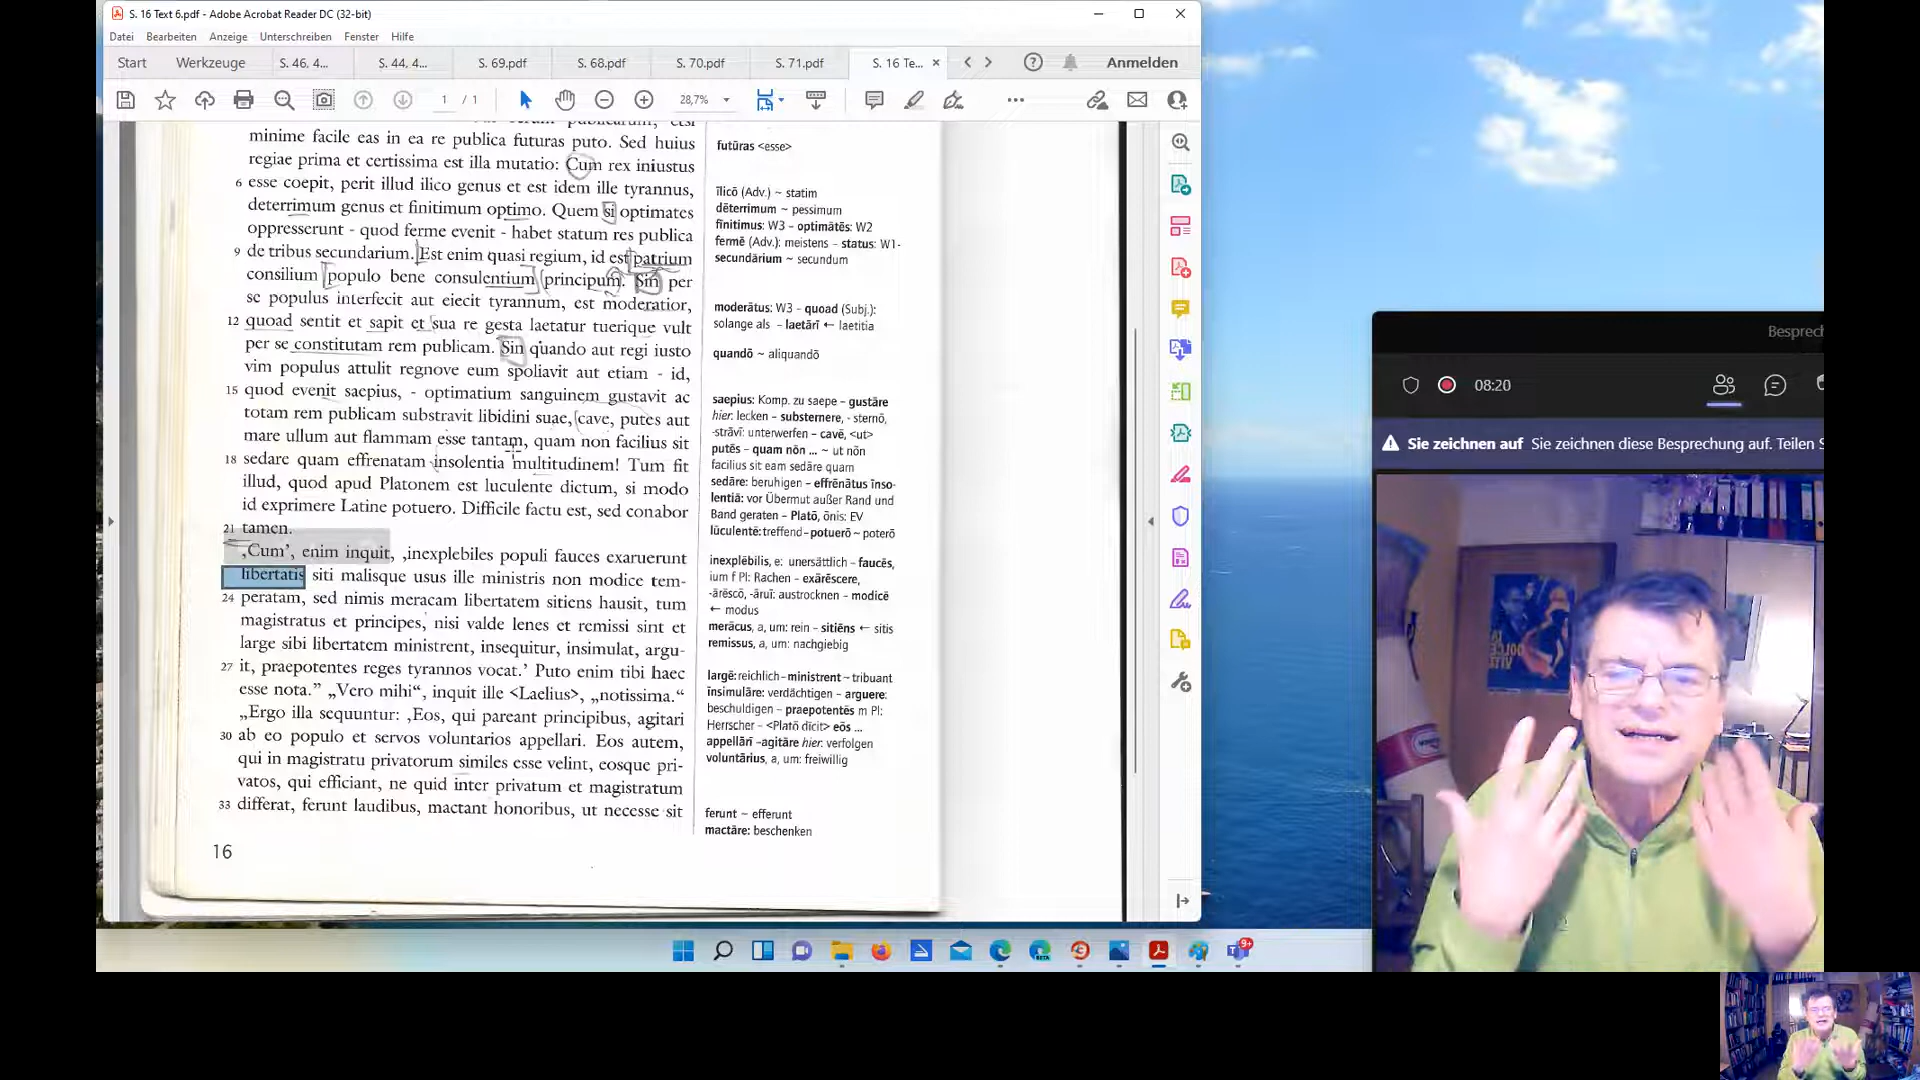 S. 16 Text 6.pdf - Adobe Acrobat Reader DC (32-bit)
Datei Bearbeiten Anzeige Unterschreiben Fenster Hilfe
Start Werkzeuge S. 46, 4... S. 44, 4... S. 69.pdf S. 68.pdf S. 70.pdf S. 71.pdf S. 16 Te... Anmelden
1 / 1 28,7%
minime facile eas in ea re publica futuras puto. Sed huius
regiae prima et certissima est illa mutatio: Cum rex iniustus
6 esse coepit, perit illud ilico genus et est idem ille tyrannus,
deterrimum genus et finitimum optimo. Quem si optimates
oppresserunt - quod ferme evenit - habet statum res publica
9 de tribus secundarium. Est enim quasi regium, id est patrium
consilium populo bene consulentium principum. Sin per
se populus interfecit aut eiecit tyrannum, est moderatior,
12 quoad sentit et sapit et sua re gesta laetatur tuerique vult
per se constitutam rem publicam. Sin quando aut regi iusto
vim populus attulit regnove eum spoliavit aut etiam - id,
15 quod evenit saepius, - optimatium sanguinem gustavit ac
totam rem publicam substravit libidini suae, cave, putes aut
mare ullum aut flammam esse tantam, quam non facilius sit
18 sedare quam effrenatam insolentia multitudinem! Tum fit
illud, quod apud Platonem est luculente dictum, si modo
id exprimere Latine potuero. Difficile factu est, sed conabor
21 tamen.
‚Cum’, enim inquit, ‚inexplebiles populi fauces exaruerunt
libertatis siti malisque usus ille ministris non modice tem-
24 peratam, sed nimis meracam libertatem sitiens hausit, tum
magistratus et principes, nisi valde lenes et remissi sint et
large sibi libertatem ministrent, insequitur, insimulat, argu-
27 it, praepotentes reges tyrannos vocat.’ Puto enim tibi haec
esse nota.” „Vero mihi“, inquit ille <Laelius>, „notissima.“
„Ergo illa sequuntur: ‚Eos, qui pareant principibus, agitari
30 ab eo populo et servos voluntarios appellari. Eos autem,
qui in magistratu privatorum similes esse velint, eosque pri-
vatos, qui efficiant, ne quid inter privatum et magistratum
33 differat, ferunt laudibus, mactant honoribus, ut necesse sit
16
futūras <esse>
īlicō (Adv.) ~ statim
dēterrimum ~ pessimum
fīnitimus: W3 – optimātēs: W2
fermē (Adv.): meistens – status: W1-
secundārium ~ secundum
moderātus: W3 – quoad (Subj.):
solange als – laetārī ← laetitia
quandō ~ aliquandō
saepius: Komp. zu saepe – gustāre
hier: lecken – substernere, - sternō,
-strāvī: unterwerfen – cavē, <ut>
putēs – quam nōn ... ~ ut nōn
facilius sit eam sedāre quam
sedāre: beruhigen – effrēnātus īnso-
lentiā: vor Übermut außer Rand und
Band geraten – Platō, ōnis: EV
lūculentē: treffend – potuerō ~ poterō
inexplēbilis, e: unersättlich – faucēs,
ium f Pl: Rachen – exārēscere,
-ārēscō, -āruī: austrocknen – modicē
← modus
merācus, a, um: rein – sitiēns ← sitis
remissus, a, um: nachgiebig
largē: reichlich – ministrent ~ tribuant
īnsimulāre: verdächtigen – arguere:
beschuldigen – praepotentēs m Pl:
Herrscher – <Platō dīcit> eōs ...
appellārī –agitāre hier: verfolgen
voluntārius, a, um: freiwillig
ferunt ~ efferunt
mactāre: beschenken
Besprech
08:20
Sie zeichnen auf Sie zeichnen diese Besprechung auf. Teilen S
9+